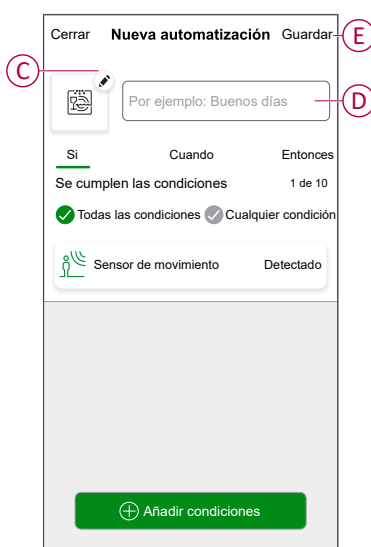 Cerrar Nueva automatización Guardar E
C
Por ejemplo: Buenos días D
Si Cuando Entonces
Se cumplen las condiciones 1 de 10
Todas las condiciones Cualquier condición
Sensor de movimiento Detectado
Añadir condiciones